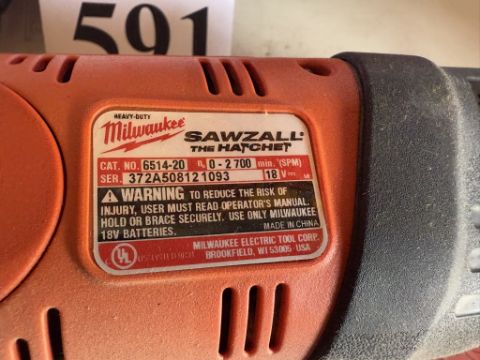 591
HEAVY-DUTY
Milwaukee
SAWZALL®
THE HATCHET
CAT. NO. 6514-20 n₀ 0-2700 min. (SPM)
SER. 372A508121093 18 V
WARNING TO REDUCE THE RISK OF
INJURY, USER MUST READ OPERATOR'S MANUAL.
HOLD OR BRACE SECURELY. USE ONLY MILWAUKEE
18V BATTERIES. MADE IN CHINA
UL
MILWAUKEE ELECTRIC TOOL CORP.
BROOKFIELD, WI 53005 USA